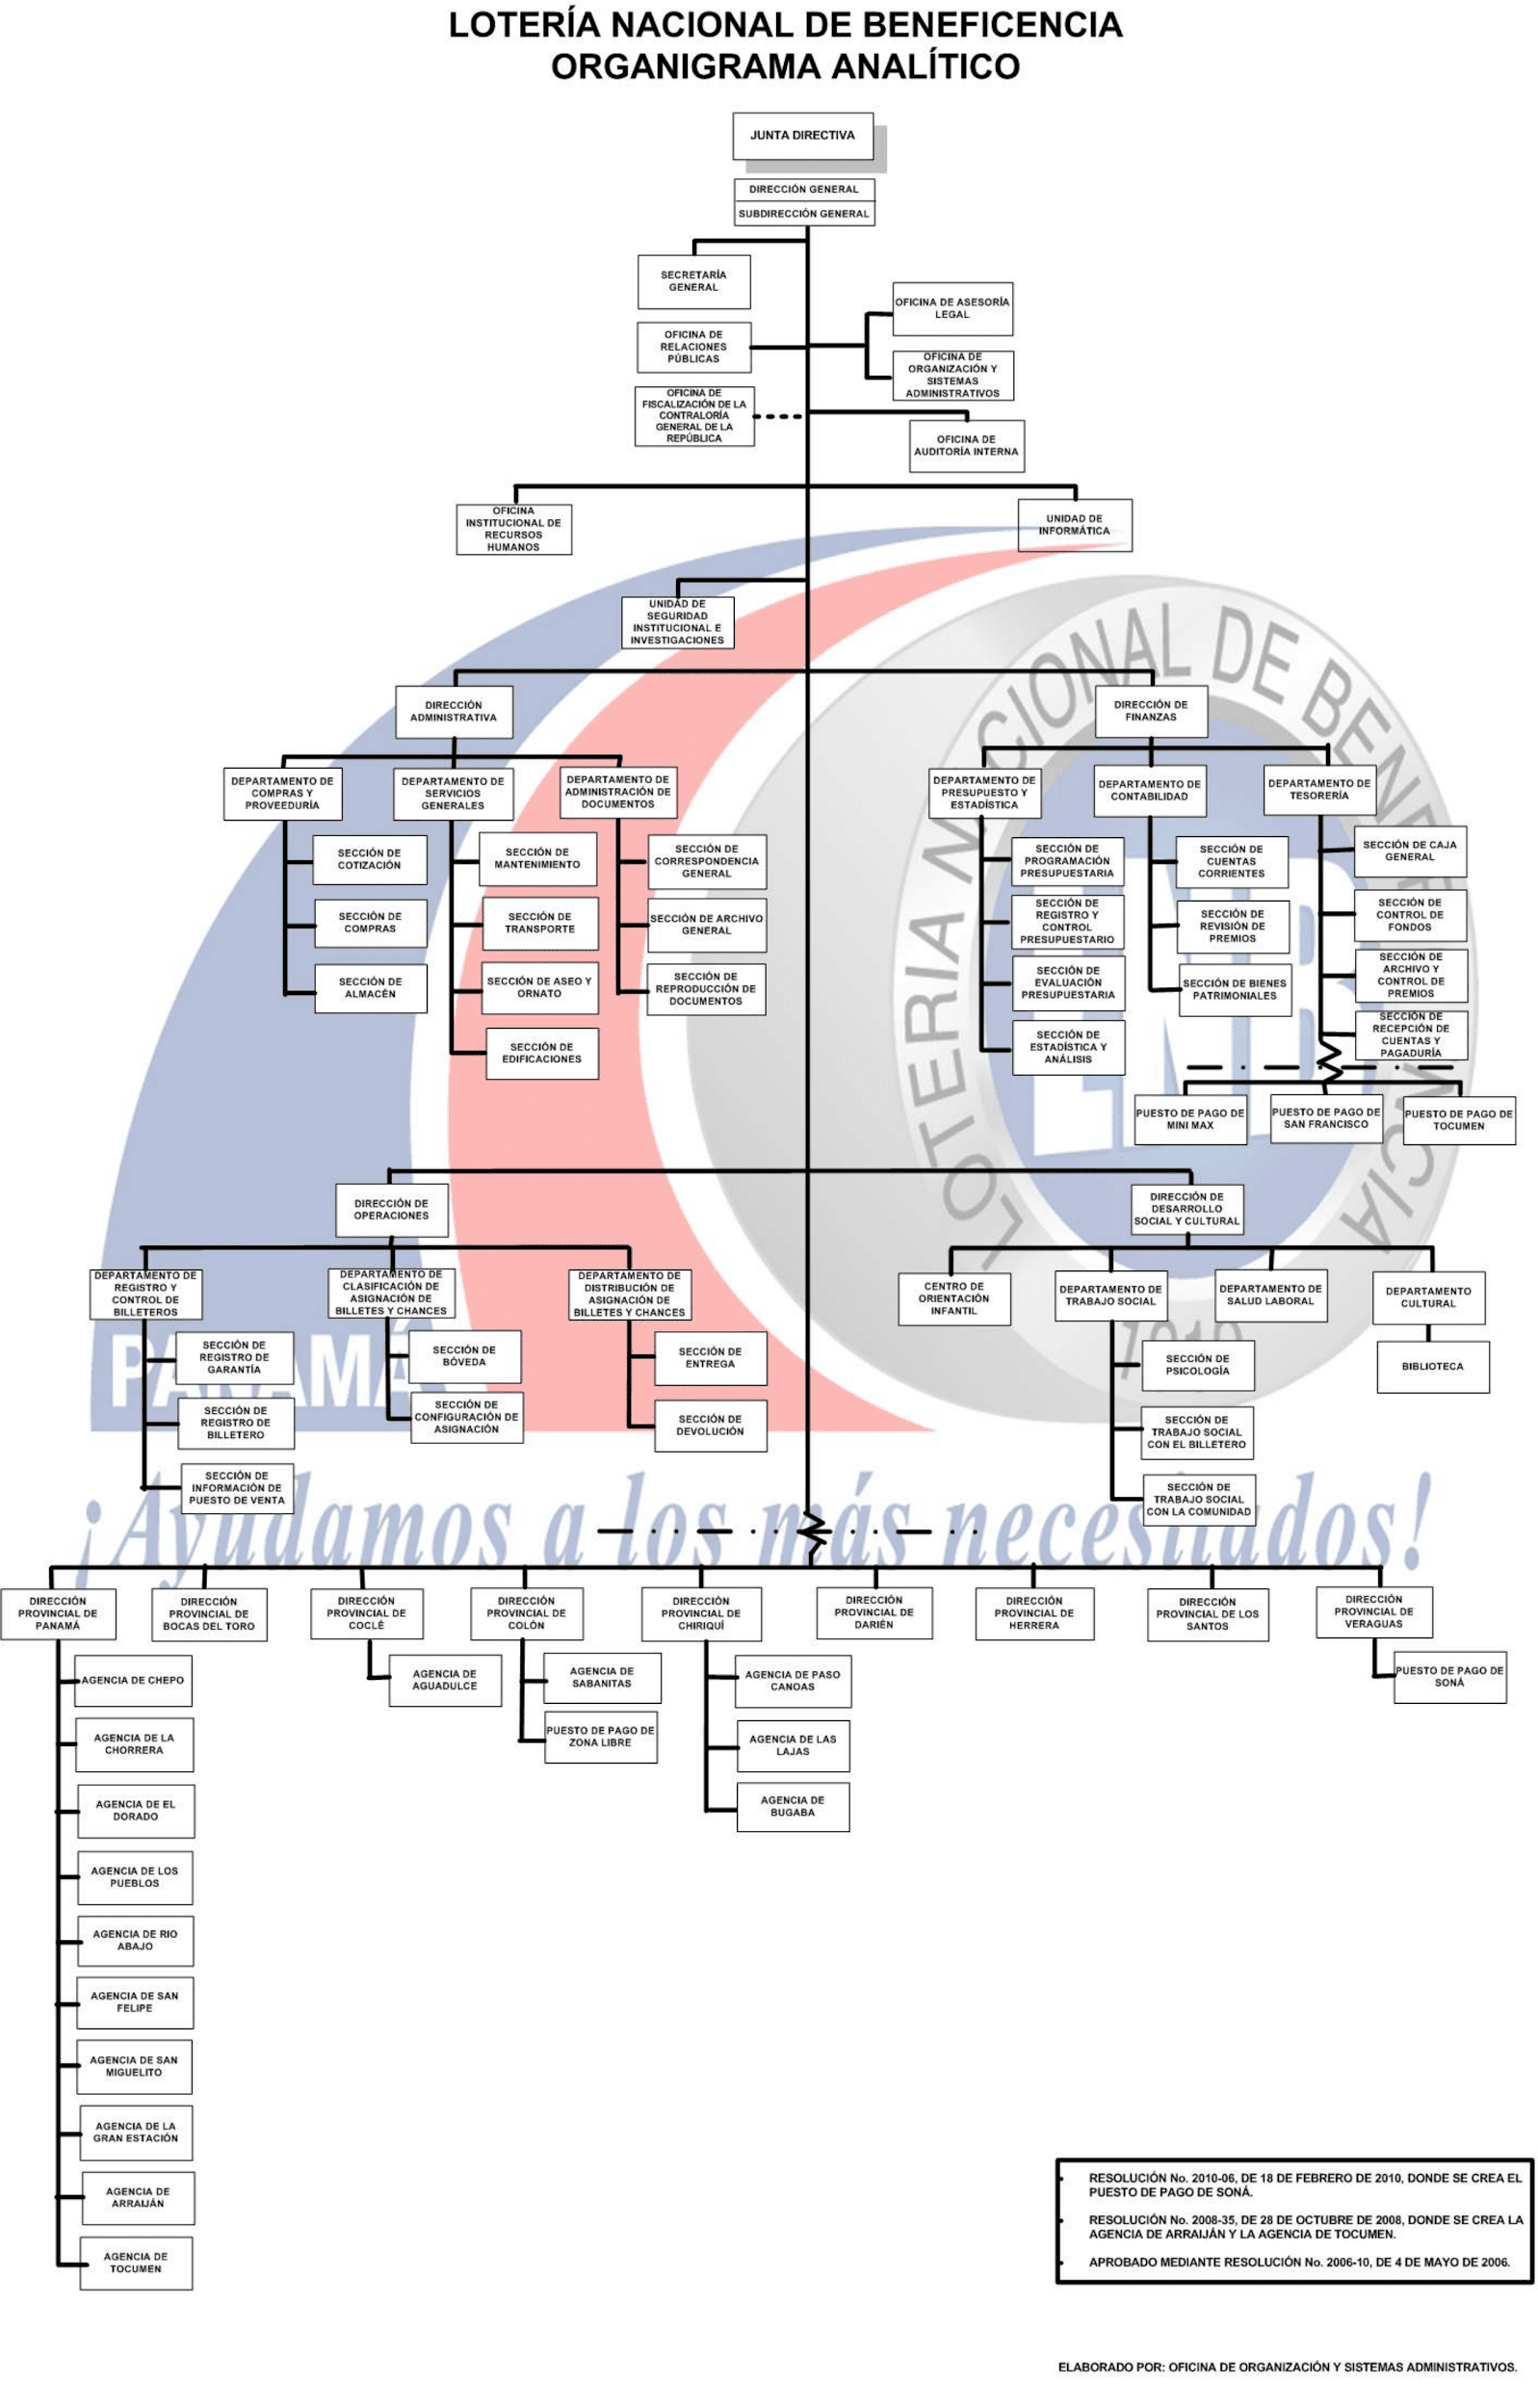 LOTERÍA NACIONAL DE BENEFICENCIA
ORGANIGRAMA ANALÍTICO
JUNTA DIRECTIVA
DIRECCIÓN GENERAL
SUBDIRECCIÓN GENERAL
SECRETARÍA
GENERAL
OFICINA DE ASESORÍA
LEGAL
OFICINA DE
RELACIONES
PÚBLICAS
OFICINA DE
ORGANIZACIÓN Y
SISTEMAS
ADMINISTRATIVOS
OFICINA DE
FISCALIZACIÓN DE LA
CONTRALORÍA
GENERAL DE LA
REPÚBLICA
OFICINA DE
AUDITORÍA INTERNA
OFICINA
INSTITUCIONAL DE
RECURSOS
HUMANOS
UNIDAD DE
INFORMÁTICA
UNIDAD DE
SEGURIDAD
INSTITUCIONAL E
INVESTIGACIONES
DIRECCIÓN
ADMINISTRATIVA
DIRECCIÓN DE
FINANZAS
DEPARTAMENTO DE
COMPRAS Y
PROVEEDURÍA
DEPARTAMENTO DE
SERVICIOS
GENERALES
DEPARTAMENTO DE
ADMINISTRACIÓN DE
DOCUMENTOS
DEPARTAMENTO DE
PRESUPUESTO Y
ESTADÍSTICA
DEPARTAMENTO DE
CONTABILIDAD
DEPARTAMENTO DE
TESORERÍA
SECCIÓN DE
COTIZACIÓN
SECCIÓN DE
COMPRAS
SECCIÓN DE
ALMACÉN
SECCIÓN DE
MANTENIMIENTO
SECCIÓN DE
TRANSPORTE
SECCIÓN DE ASEO Y
ORNATO
SECCIÓN DE
EDIFICACIONES
SECCIÓN DE
CORRESPONDENCIA
GENERAL
SECCIÓN DE ARCHIVO
GENERAL
SECCIÓN DE
REPRODUCCIÓN DE
DOCUMENTOS
SECCIÓN DE
PROGRAMACIÓN
PRESUPUESTARIA
SECCIÓN DE
REGISTRO Y
CONTROL
PRESUPUESTARIO
SECCIÓN DE
EVALUACIÓN
PRESUPUESTARIA
SECCIÓN DE
ESTADÍSTICA Y
ANÁLISIS
SECCIÓN DE
CUENTAS
CORRIENTES
SECCIÓN DE
REVISIÓN DE
PREMIOS
SECCIÓN DE BIENES
PATRIMONIALES
SECCIÓN DE CAJA
GENERAL
SECCIÓN DE
CONTROL DE
FONDOS
SECCIÓN DE
ARCHIVO Y
CONTROL DE
PREMIOS
SECCIÓN DE
RECEPCIÓN DE
CUENTAS Y
PAGADURÍA
PUESTO DE PAGO DE
MINI MAX
PUESTO DE PAGO DE
SAN FRANCISCO
PUESTO DE PAGO DE
TOCUMEN
DIRECCIÓN DE
OPERACIONES
DIRECCIÓN DE
DESARROLLO
SOCIAL Y CULTURAL
DEPARTAMENTO DE
REGISTRO Y
CONTROL DE
BILLETEROS
DEPARTAMENTO DE
CLASIFICACIÓN DE
ASIGNACIÓN DE
BILLETES Y CHANCES
DEPARTAMENTO DE
DISTRIBUCIÓN DE
ASIGNACIÓN DE
BILLETES Y CHANCES
CENTRO DE
ORIENTACIÓN
INFANTIL
DEPARTAMENTO DE
TRABAJO SOCIAL
DEPARTAMENTO DE
SALUD LABORAL
DEPARTAMENTO
CULTURAL
SECCIÓN DE
REGISTRO DE
GARANTÍA
SECCIÓN DE
REGISTRO DE
BILLETERO
SECCIÓN DE
INFORMACIÓN DE
PUESTO DE VENTA
SECCIÓN DE
BÓVEDA
SECCIÓN DE
CONFIGURACIÓN DE
ASIGNACIÓN
SECCIÓN DE
ENTREGA
SECCIÓN DE
DEVOLUCIÓN
SECCIÓN DE
PSICOLOGÍA
SECCIÓN DE
TRABAJO SOCIAL
CON EL BILLETERO
SECCIÓN DE
TRABAJO SOCIAL
CON LA COMUNIDAD
BIBLIOTECA
LOTERIA NACIONAL DE BENEFICENCIA
LNB
1919
PANAMÁ
¡Ayudamos a los más necesitados!
DIRECCIÓN
PROVINCIAL DE
PANAMÁ
DIRECCIÓN
PROVINCIAL DE
BOCAS DEL TORO
DIRECCIÓN
PROVINCIAL DE
COCLÉ
DIRECCIÓN
PROVINCIAL DE
COLÓN
DIRECCIÓN
PROVINCIAL DE
CHIRIQUÍ
DIRECCIÓN
PROVINCIAL DE
DARIÉN
DIRECCIÓN
PROVINCIAL DE
HERRERA
DIRECCIÓN
PROVINCIAL DE LOS
SANTOS
DIRECCIÓN
PROVINCIAL DE
VERAGUAS
AGENCIA DE CHEPO
AGENCIA DE LA
CHORRERA
AGENCIA DE EL
DORADO
AGENCIA DE LOS
PUEBLOS
AGENCIA DE RIO
ABAJO
AGENCIA DE SAN
FELIPE
AGENCIA DE SAN
MIGUELITO
AGENCIA DE LA
GRAN ESTACIÓN
AGENCIA DE
ARRAIJÁN
AGENCIA DE
TOCUMEN
AGENCIA DE
AGUADULCE
AGENCIA DE
SABANITAS
PUESTO DE PAGO DE
ZONA LIBRE
AGENCIA DE PASO
CANOAS
AGENCIA DE LAS
LAJAS
AGENCIA DE
BUGABA
PUESTO DE PAGO DE
SONÁ
• RESOLUCIÓN No. 2010-06, DE 18 DE FEBRERO DE 2010, DONDE SE CREA EL
PUESTO DE PAGO DE SONÁ.
• RESOLUCIÓN No. 2008-35, DE 28 DE OCTUBRE DE 2008, DONDE SE CREA LA
AGENCIA DE ARRAIJÁN Y LA AGENCIA DE TOCUMEN.
• APROBADO MEDIANTE RESOLUCIÓN No. 2006-10, DE 4 DE MAYO DE 2006.
ELABORADO POR: OFICINA DE ORGANIZACIÓN Y SISTEMAS ADMINISTRATIVOS.